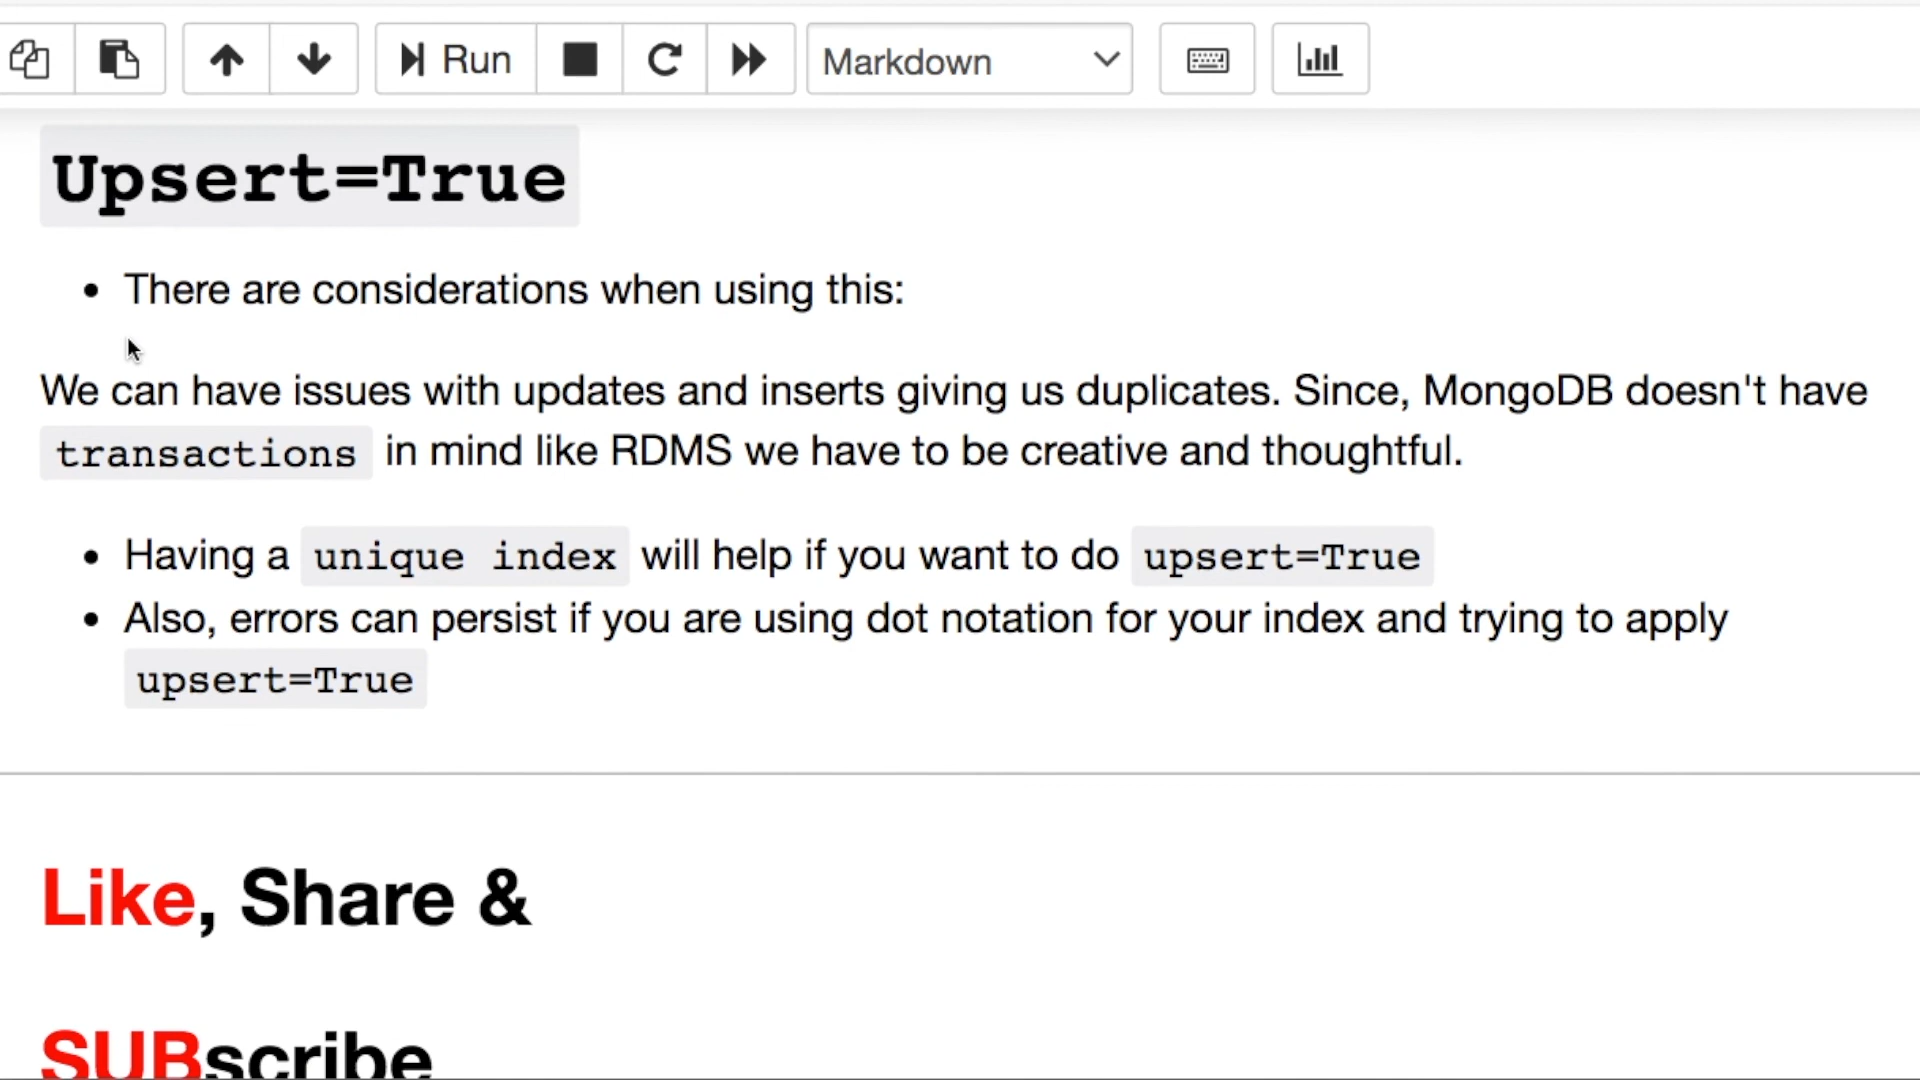 Run
Markdown
Upsert=True
There are considerations when using this:
We can have issues with updates and inserts giving us duplicates. Since, MongoDB doesn't have
transactions in mind like RDMS we have to be creative and thoughtful.
Having a unique index will help if you want to do upsert=True
Also, errors can persist if you are using dot notation for your index and trying to apply
upsert=True
Like, Share &
SUBscribe